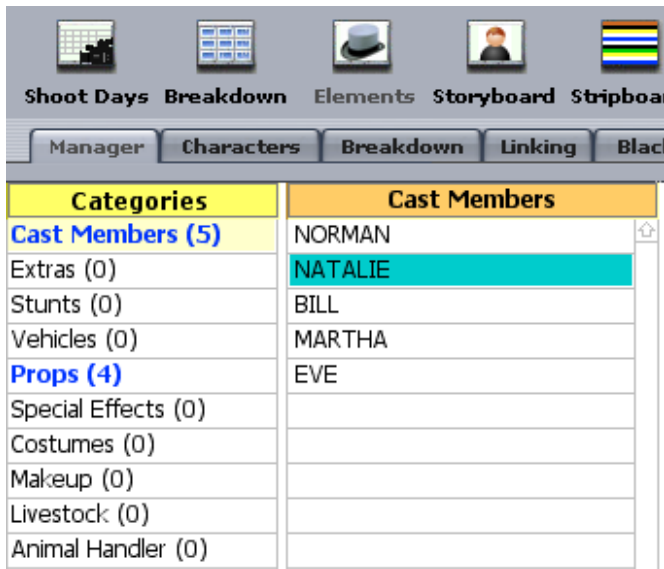 Shoot Days Breakdown Elements Storyboard Stripboa
Manager Characters Breakdown Linking Blac
Categories Cast Members
Cast Members (5) NORMAN
Extras (0) NATALIE
Stunts (0) BILL
Vehicles (0) MARTHA
Props (4) EVE
Special Effects (0)
Costumes (0)
Makeup (0)
Livestock (0)
Animal Handler (0)